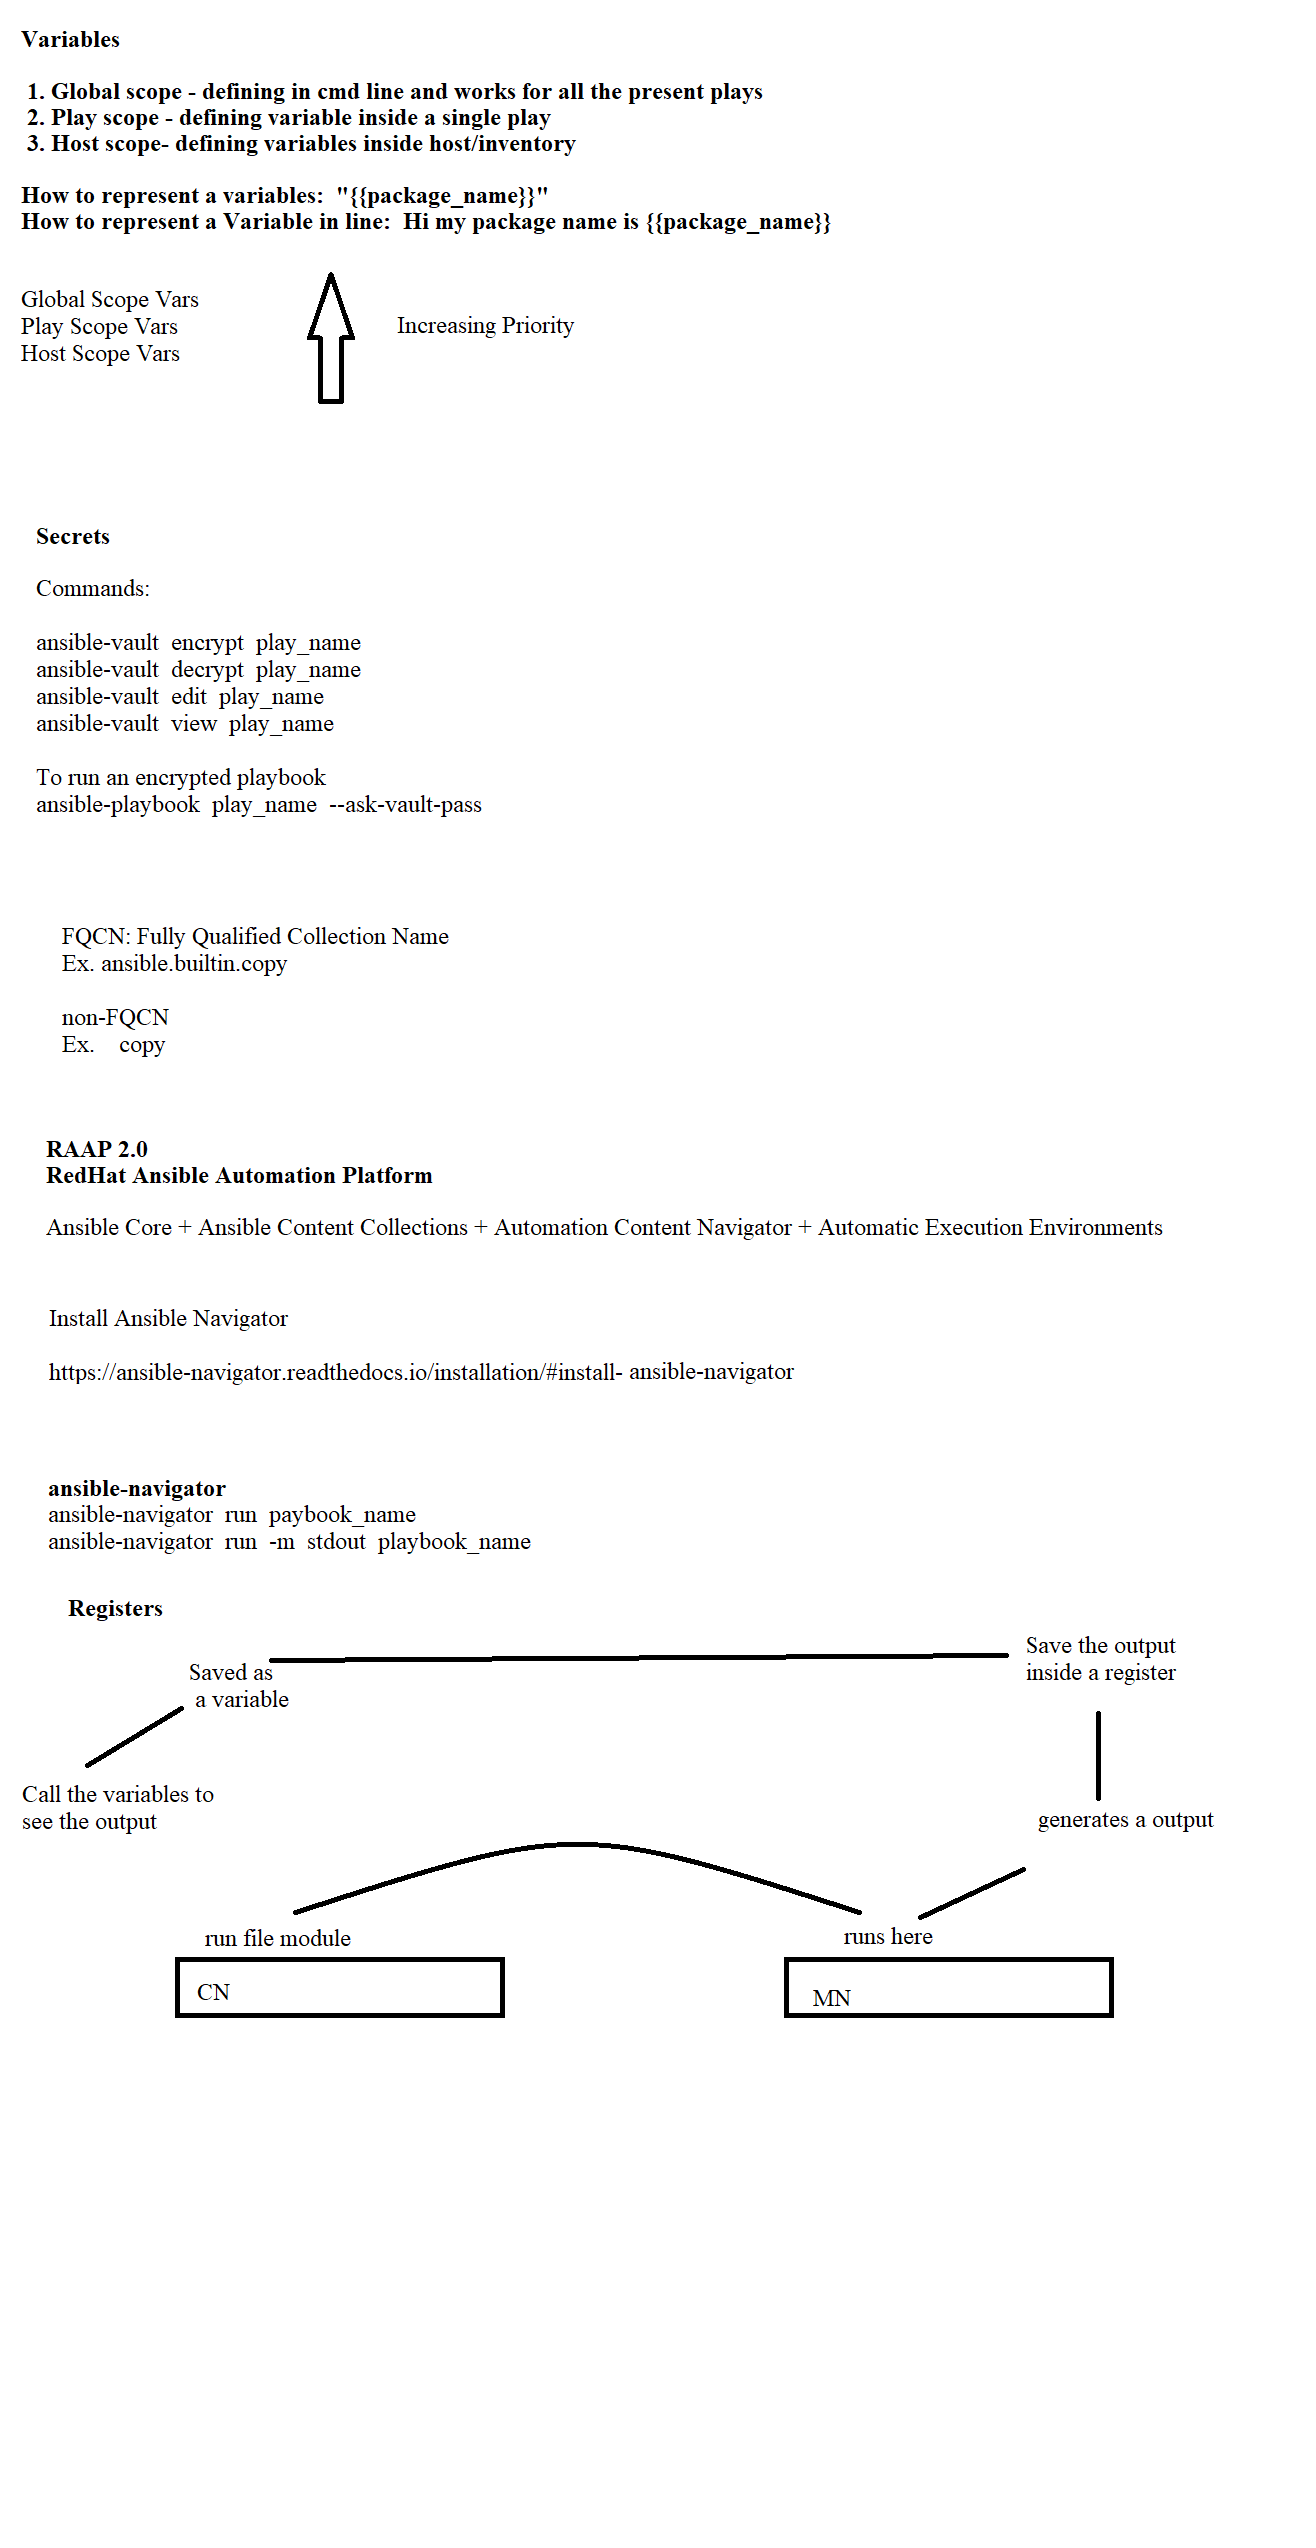 Variables
1. Global scope - defining in cmd line and works for all the present plays
2. Play scope - defining variable inside a single play
3. Host scope- defining variables inside host/inventory
How to represent a variables:  "{{package_name}}"
How to represent a Variable in line:  Hi my package name is {{package_name}}
Global Scope Vars
Play Scope Vars
Host Scope Vars
Increasing Priority
Secrets
Commands:
ansible-vault  encrypt  play_name
ansible-vault  decrypt  play_name
ansible-vault  edit  play_name
ansible-vault  view  play_name
To run an encrypted playbook
ansible-playbook  play_name  --ask-vault-pass
FQCN: Fully Qualified Collection Name
Ex. ansible.builtin.copy
non-FQCN
Ex.    copy
RAAP 2.0
RedHat Ansible Automation Platform
Ansible Core + Ansible Content Collections + Automation Content Navigator + Automatic Execution Environments
Install Ansible Navigator
https://ansible-navigator.readthedocs.io/installation/#install- ansible-navigator
ansible-navigator
ansible-navigator  run  paybook_name
ansible-navigator  run  -m  stdout  playbook_name
Registers
Save the output
inside a register
Saved as
a variable
Call the variables to
see the output
generates a output
run file module
runs here
CN
MN